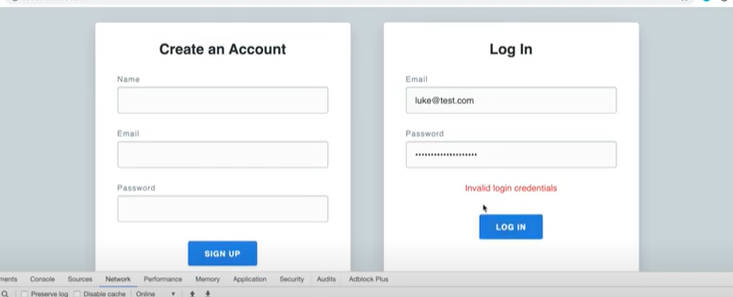 Create an Account
Name
Email
Password
SIGN UP
Log In
Email
luke@test.com
Password
••••••••••••••••••••
Invalid login credentials
LOG IN
ments Console Sources Network Performance Memory Application Security Audits Adblock Plus
Preserve log Disable cache Online